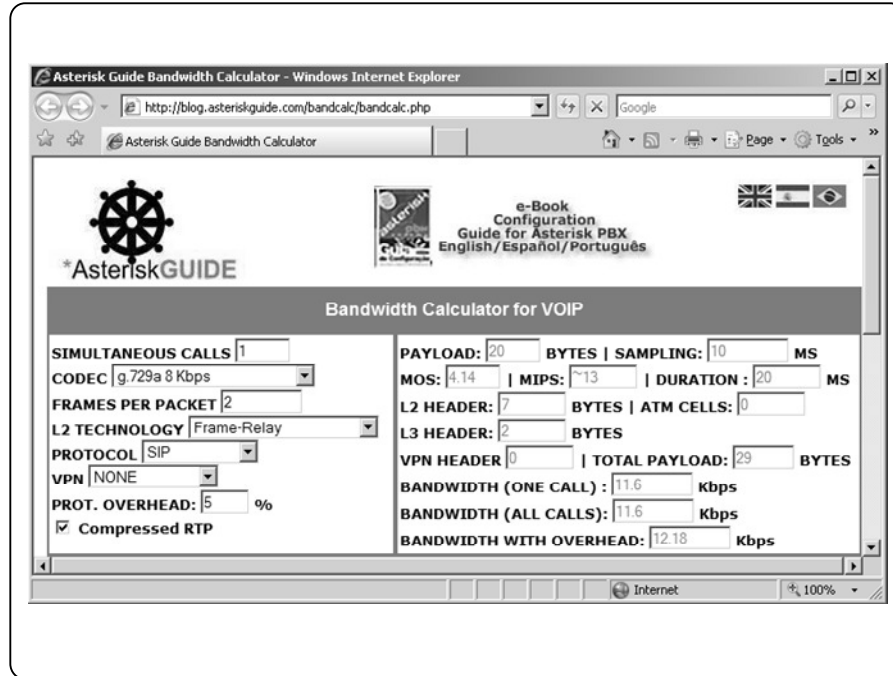 Asterisk Guide Bandwidth Calculator - Windows Internet Explorer
http://blog.asteriskguide.com/bandcalc/bandcalc.php
Google
Asterisk Guide Bandwidth Calculator
Page
Tools
»
*AsteriskGUIDE
asterisk
e-Book
Configuration
Guide for Asterisk PBX
English/Español/Português
Bandwidth Calculator for VOIP
SIMULTANEOUS CALLS 1
CODEC g.729a 8 Kbps
FRAMES PER PACKET 2
L2 TECHNOLOGY Frame-Relay
PROTOCOL SIP
VPN NONE
PROT. OVERHEAD: 5 %
Compressed RTP
PAYLOAD: 20 BYTES | SAMPLING: 10 MS
MOS: 4.14 | MIPS: ~13 | DURATION : 20 MS
L2 HEADER: 7 BYTES | ATM CELLS: 0
L3 HEADER: 2 BYTES
VPN HEADER 0 | TOTAL PAYLOAD: 29 BYTES
BANDWIDTH (ONE CALL) : 11.6 Kbps
BANDWIDTH (ALL CALLS): 11.6 Kbps
BANDWIDTH WITH OVERHEAD: 12.18 Kbps
Internet
100%